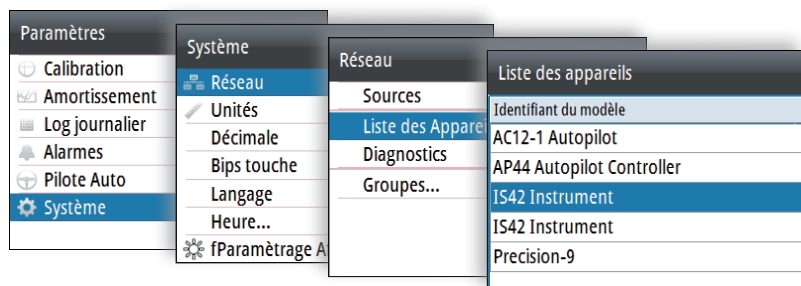 Paramètres
Calibration
Amortissement
Log journalier
Alarmes
Pilote Auto
Système
Système
Réseau
Unités
Décimale
Bips touche
Langage
Heure...
fParamètrage A
Réseau
Sources
Liste des Appareil
Diagnostics
Groupes...
Liste des appareils
Identifiant du modèle
AC12-1 Autopilot
AP44 Autopilot Controller
IS42 Instrument
IS42 Instrument
Precision-9